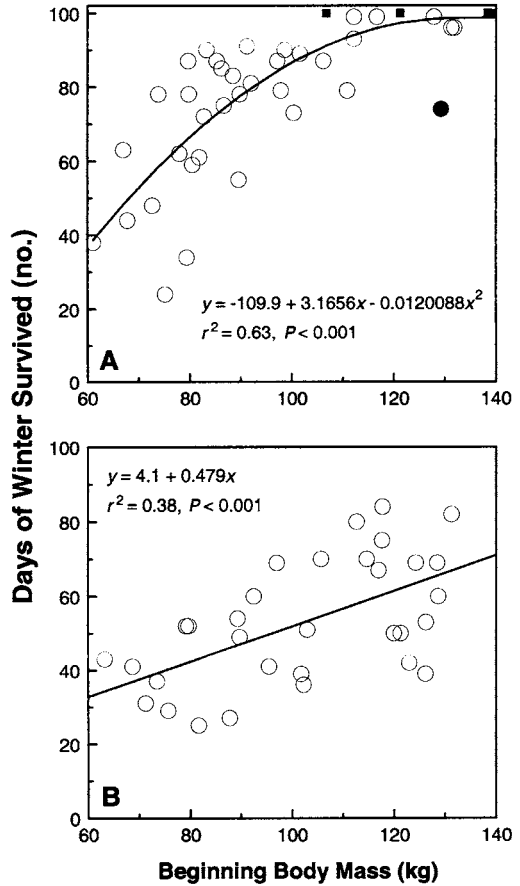 Days of Winter Survived (no.)
100
80
60
40
20
0
y = -109.9 + 3.1656x - 0.0120088x²
r² = 0.63, P < 0.001
A
60 80 100 120 140
100
80
60
40
20
0
y = 4.1 + 0.479x
r² = 0.38, P < 0.001
B
60 80 100 120 140
Beginning Body Mass (kg)